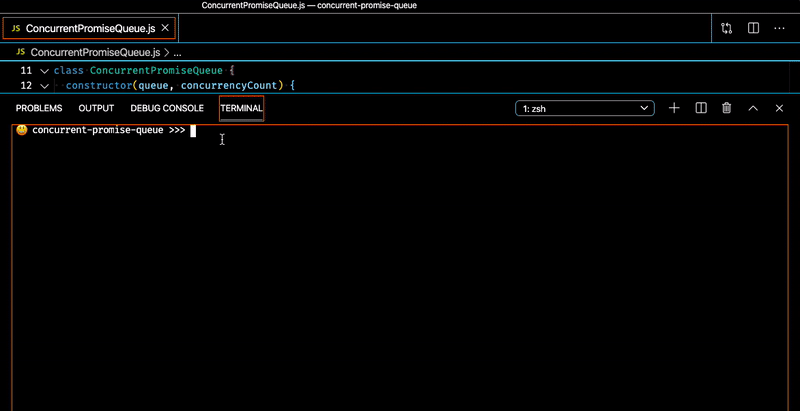 ConcurrentPromiseQueue.js — concurrent-promise-queue
JS ConcurrentPromiseQueue.js
JS ConcurrentPromiseQueue.js > ...
11 class ConcurrentPromiseQueue {
12 constructor(queue, concurrencyCount) {
PROBLEMS OUTPUT DEBUG CONSOLE TERMINAL 1: zsh
concurrent-promise-queue >>>